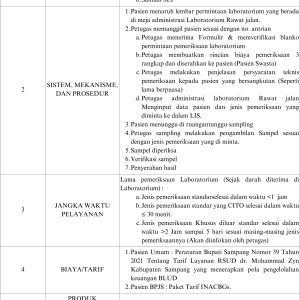 1. Pasien menaruh lembar permintaan laboratorium yang berada
di meja administrasi Laboratorium Rawat jalan.
2. Petugas memanggil pasien sesuai dengan no. antrian
a. Petugas menerima Formulir & memverifikasi blanko
permintaan pemeriksaan laboratorium
b. Petugas membuatkan rincian biaya pemeriksaan 3
rangkap dan diserahkan ke pasien (Pasien Swasta)
c. Petugas melakukan penjelasan persyaratan teknis
pemeriksaan kepada pasien yang bersangkutan (Seperti
lama berpuasa)
d. Petugas administrasi laboratorium Rawat jalan
Menginput data pasien dan jenis pemeriksaan yang
diminta ke dalam LIS.
3. Pasien menunggu di ruangantunggu sampling
4. Petugas sampling melakukan pengambilan Sampel sesuai
dengan jenis pemeriksaan yang di minta.
5. Sampel diperiksa
6. Verifikasi sampel
7. Penyerahan hasil
2
SISTEM, MEKANISME,
DAN PROSEDUR
Lama pemeriksaan Laboratorium (Sejak darah diterima di
Laboratorium) :
a. Jenis pemeriksaan standarselesai dalam waktu <1 jam
b. Jenis pemeriksaan standar yang CITO selesai dalam waktu
≤ 30 menit.
c. Jenis pemeriksaan Khusus diluar standar selesai dalam
waktu >2 Jam sampai 5 hari sesuai masing-masing jenis
pemeriksaannya (Akan diinfokan oleh petugas)
3
JANGKA WAKTU
PELAYANAN
1. Pasien Umum : Peraturan Bupati Sampang Nomor 39 Tahun
2021 Tentang Tarif Layanan RSUD dr. Mohammad Zyn
Kabupaten Sampang yang menerapkan pola pengelolahan
keuangan BLUD
2. Pasien BPJS : Paket Tarif INACBGs.
4
BIAYA/TARIF
PRODUK